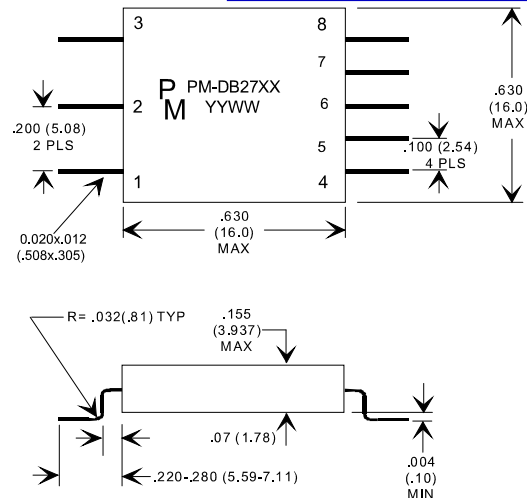 3
8
7
P
M
PM-DB27XX
YYWW
2
6
.200 (5.08)
2 PLS
.630
(16.0)
MAX
5
.100 (2.54)
4 PLS
1
4
0.020x.012
(.508x.305)
.630
(16.0)
MAX
R= .032(.81) TYP
.155
(3.937)
MAX
.07 (1.78)
.220-.280 (5.59-7.11)
.004
(.10)
MIN